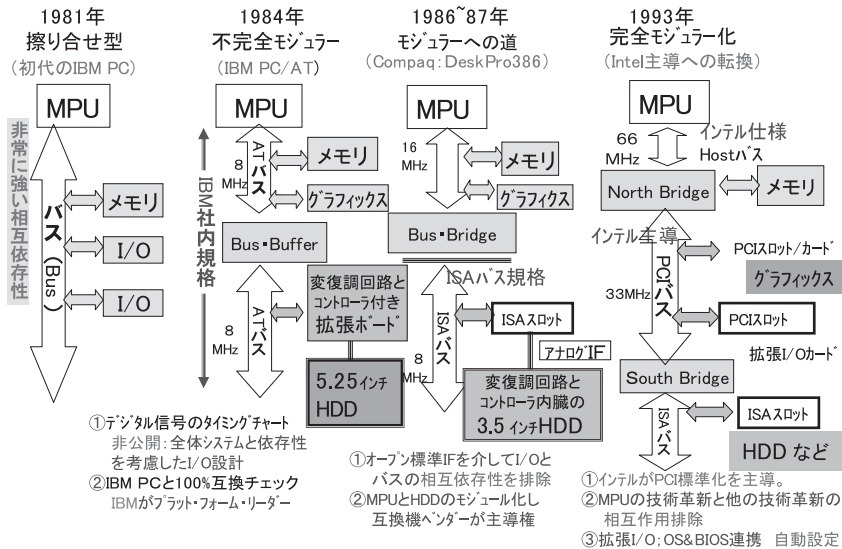 1981年
擦り合せ型
(初代のIBM PC)
MPU
非常に強い相互依存性
バス(Bus)
メモリ
I/O
I/O
1984年
不完全モジュラー
(IBM PC/AT)
MPU
IBM社内規格
8
MHz
ATバス
メモリ
グラフィックス
Bus・Buffer
8
MHz
ATバス
変復調回路と
コントローラ付き
拡張ボード
5.25インチ
HDD
①デジタル信号のタイミングチャート
非公開:全体システムと依存性
を考慮したI/O設計
②IBM PCと100%互換チェック
IBMがプラット・フォーム・リーダー
1986~87年
モジュラーへの道
(Compaq:DeskPro386)
MPU
16
MHz
メモリ
グラフィクス
Bus・Bridge
ISAバス規格
8
MHz
ISAバス
ISAスロット
アナログIF
変復調回路と
コントローラ内臓の
3.5インチHDD
①オープン標準IFを介してI/Oと
バスの相互依存性を排除
②MPUとHDDのモジュール化し
互換機ベンダーが主導権
1993年
完全モジュラー化
(Intel主導への転換)
MPU
66
MHz
インテル仕様
Hostバス
North Bridge
メモリ
インテル主導
PCIバス
33MHz
PCIスロット/カード
グラフィックス
PCIスロット
拡張I/Oカード
South Bridge
ISAバス
ISAスロット
HDD など
①インテルがPCI標準化を主導。
②MPUの技術革新と他の技術革新の
相互作用排除
③拡張I/O;OS&BIOS連携 自動設定